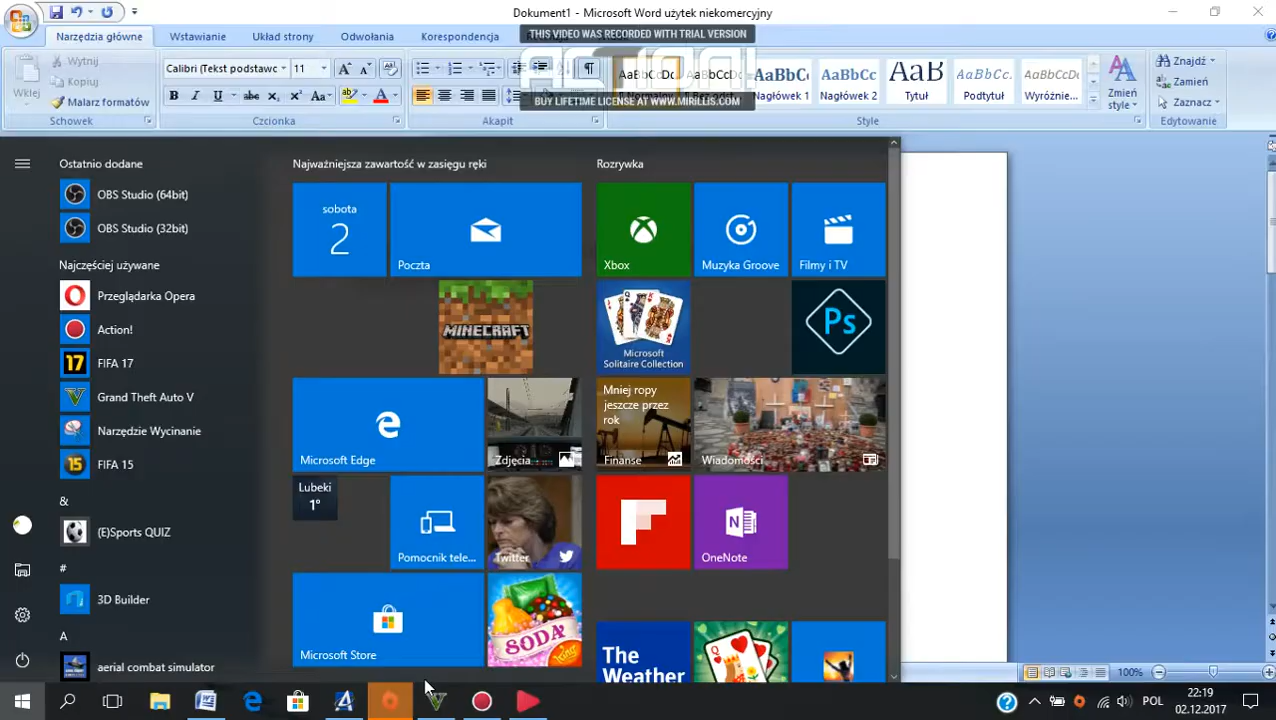 Dokument1 - Microsoft Word użytek niekomercyjny
THIS VIDEO WAS RECORDED WITH TRIAL VERSION
BUY LIFETIME LICENSE AT WWW.MIRILLIS.COM
Narzędzia główne
Wstawianie
Układ strony
Odwołania
Korespondencja
Wklej
Wytnij
Kopiuj
Malarz formatów
Schowek
Calibri (Tekst podstawc
11
Czcionka
Akapit
AaBbCcDc
Nagłówek 1
Nagłówek 2
Tytuł
Podtytuł
Wyróżnie...
Style
Zmień style
Znajdź
Zamień
Zaznacz
Edytowanie
Ostatnio dodane
OBS Studio (64bit)
OBS Studio (32bit)
Najczęściej używane
Przeglądarka Opera
Action!
FIFA 17
Grand Theft Auto V
Narzędzie Wycinanie
FIFA 15
&
(E)Sports QUIZ
#
3D Builder
A
aerial combat simulator
Najważniejsza zawartość w zasięgu ręki
sobota
2
Poczta
MINECRAFT
Microsoft Edge
Zdjęcia
Lubeki
1°
Pomocnik tele...
Twitter
Microsoft Store
SODA
Rozrywka
Xbox
Muzyka Groove
Filmy i TV
Microsoft
Solitaire Collection
Ps
Mniej ropy
jeszcze przez
rok
Finanse
Wiadomości
OneNote
The
Weather
100%
POL
22:19
02.12.2017